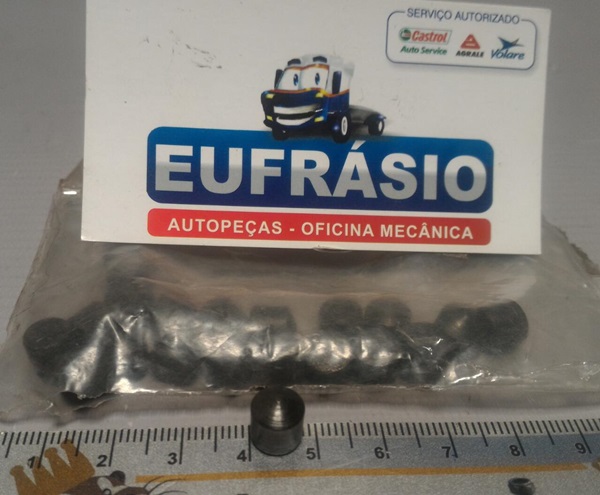 SERVIÇO AUTORIZADO
Castrol
Auto Service
AGRALE
Volare
EUFRÁSIO
AUTOPEÇAS - OFICINA MECÂNICA
1 2 3 4 5 6 7 8 9